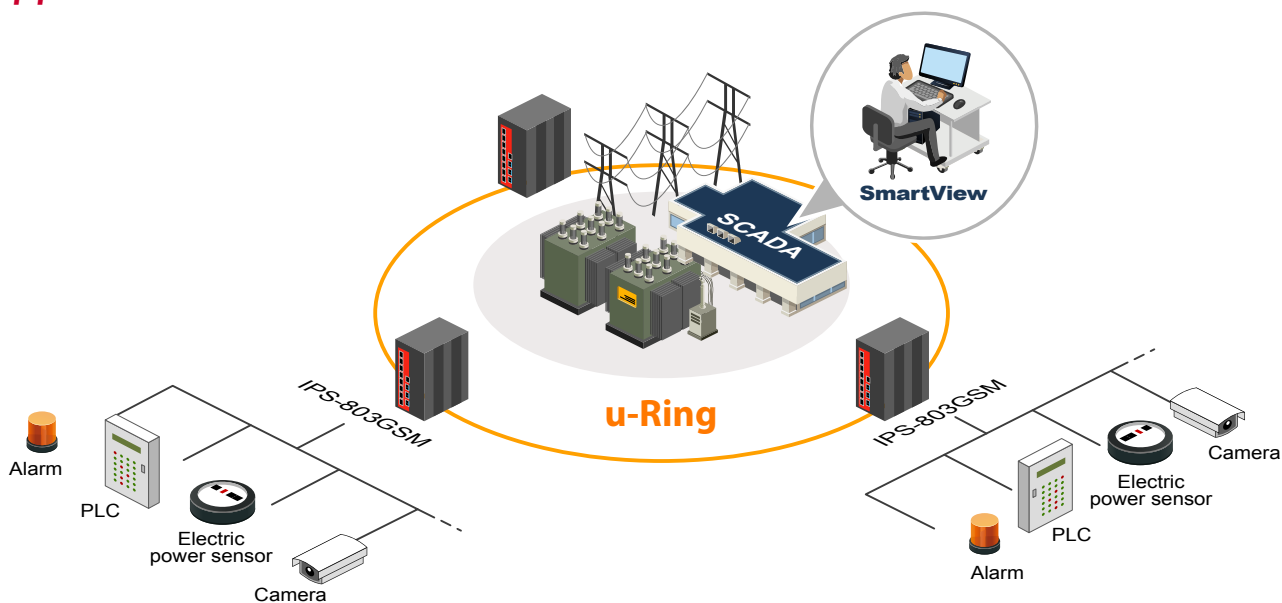 SmartView
SCADA
u-Ring
IPS-803GSM
Alarm
PLC
Electric
power sensor
Camera
IPS-803GSM
Camera
Electric
power sensor
PLC
Alarm